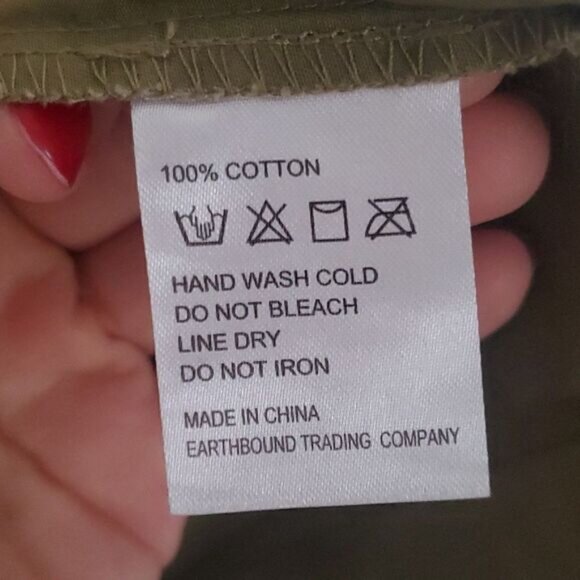 100% COTTON
HAND WASH COLD
DO NOT BLEACH
LINE DRY
DO NOT IRON
MADE IN CHINA
EARTHBOUND TRADING COMPANY